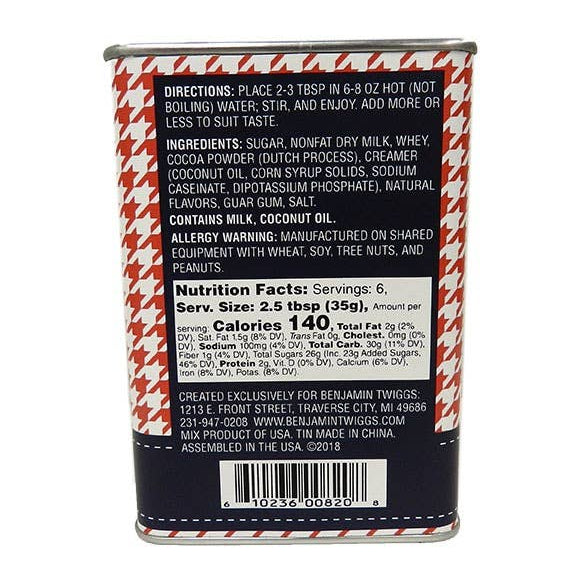 DIRECTIONS: PLACE 2-3 TBSP IN 6-8 OZ HOT (NOT
BOILING) WATER; STIR, AND ENJOY. ADD MORE OR
LESS TO SUIT TASTE.
INGREDIENTS: SUGAR, NONFAT DRY MILK, WHEY,
COCOA POWDER (DUTCH PROCESS), CREAMER
(COCONUT OIL, CORN SYRUP SOLIDS, SODIUM
CASEINATE, DIPOTASSIUM PHOSPHATE), NATURAL
FLAVORS, GUAR GUM, SALT.
CONTAINS MILK, COCONUT OIL.
ALLERGY WARNING: MANUFACTURED ON SHARED
EQUIPMENT WITH WHEAT, SOY, TREE NUTS, AND
PEANUTS.
Nutrition Facts: Servings: 6,
Serv. Size: 2.5 tbsp (35g), Amount per
serving: Calories 140, Total Fat 2g (2%
DV), Sat. Fat 1.5g (8% DV), Trans Fat 0g, Cholest. 0mg (0%
DV), Sodium 100mg (4% DV), Total Carb. 30g (11% DV),
Fiber 1g (4% DV), Total Sugars 26g (Inc. 23g Added Sugars,
46% DV), Protein 2g, Vit. D (0% DV), Calcium (6% DV),
Iron (8% DV), Potas. (8% DV).
CREATED EXCLUSIVELY FOR BENJAMIN TWIGGS:
1213 E. FRONT STREET, TRAVERSE CITY, MI 49686
231-947-0208 WWW.BENJAMINTWIGGS.COM
MIX PRODUCT OF USA. TIN MADE IN CHINA.
ASSEMBLED IN THE USA. ©2018
6 10236 00820 8